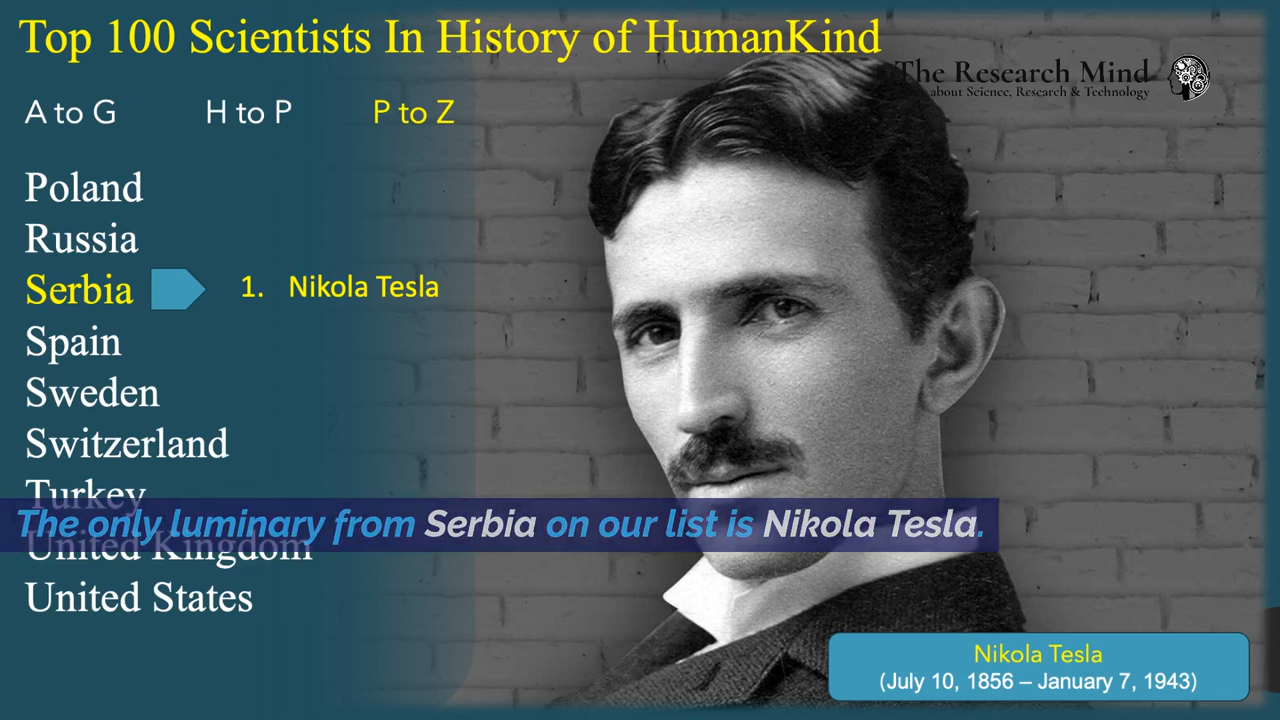 Top 100 Scientists In History of HumanKind
The Research Mind
about Science, Research & Technology
A to G H to P P to Z
Poland
Russia
Serbia 1. Nikola Tesla
Spain
Sweden
Switzerland
Turkey
The only luminary from Serbia on our list is Nikola Tesla.
United Kingdom
United States
Nikola Tesla
(July 10, 1856 – January 7, 1943)